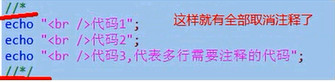 //*
echo "<br />代码1"; 这样就有全部取消注释了
echo "<br />代码2";
echo "<br />代码3,代表多行需要注释的代码";
//*